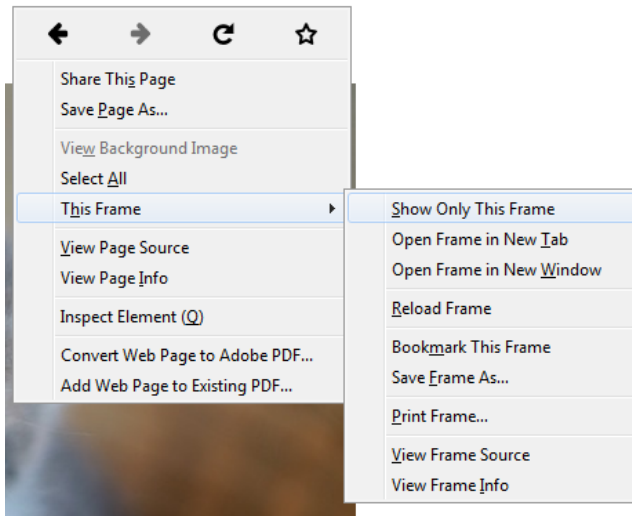 Share This Page
Save Page As...
View Background Image
Select All
This Frame
View Page Source
View Page Info
Inspect Element (Q)
Convert Web Page to Adobe PDF...
Add Web Page to Existing PDF...
Show Only This Frame
Open Frame in New Tab
Open Frame in New Window
Reload Frame
Bookmark This Frame
Save Frame As...
Print Frame...
View Frame Source
View Frame Info